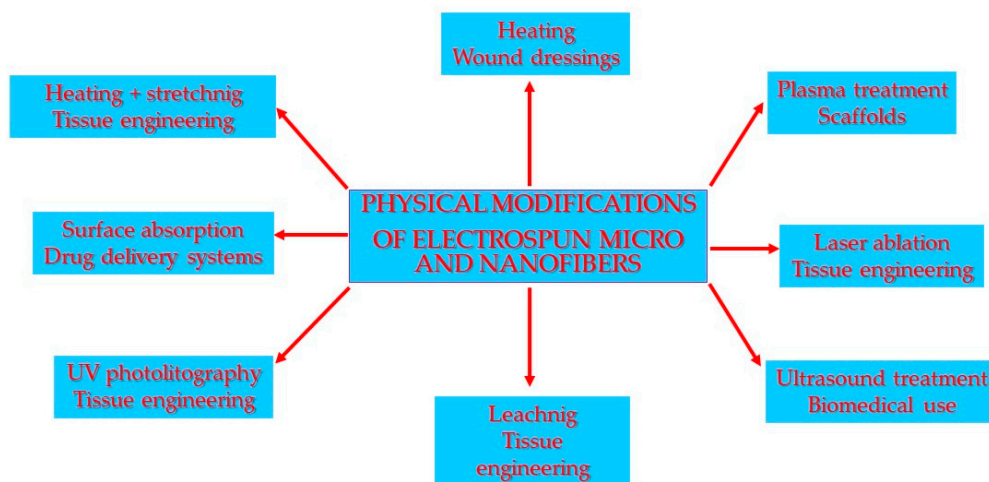 Heating
Wound dressings
Heating + stretchnig
Tissue engineering
Plasma treatment
Scaffolds
PHYSICAL MODIFICATIONS
OF ELECTROSPUN MICRO
AND NANOFIBERS
Surface absorption
Drug delivery systems
Laser ablation
Tissue engineering
UV photolitography
Tissue engineering
Ultrasound treatment
Biomedical use
Leachnig
Tissue
engineering